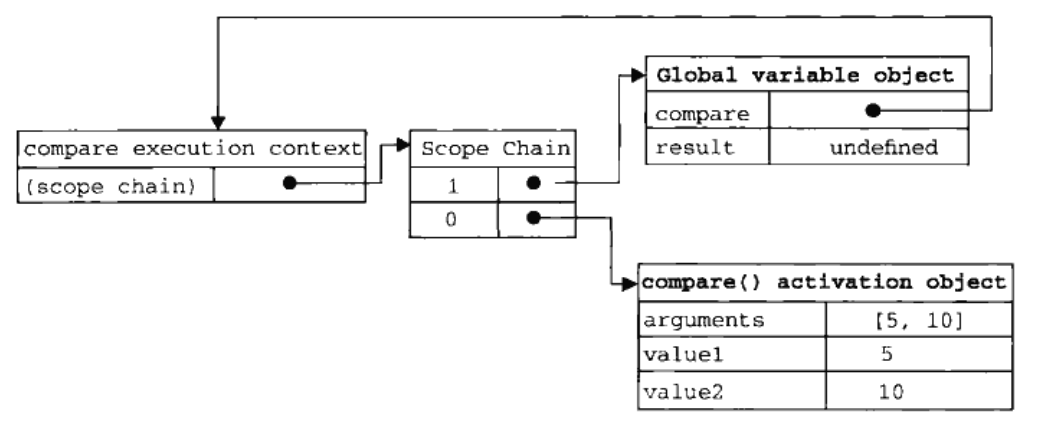 Global variable object
compare
result undefined
compare execution context
(scope chain)
Scope Chain
1
0
compare() activation object
arguments [5, 10]
value1 5
value2 10